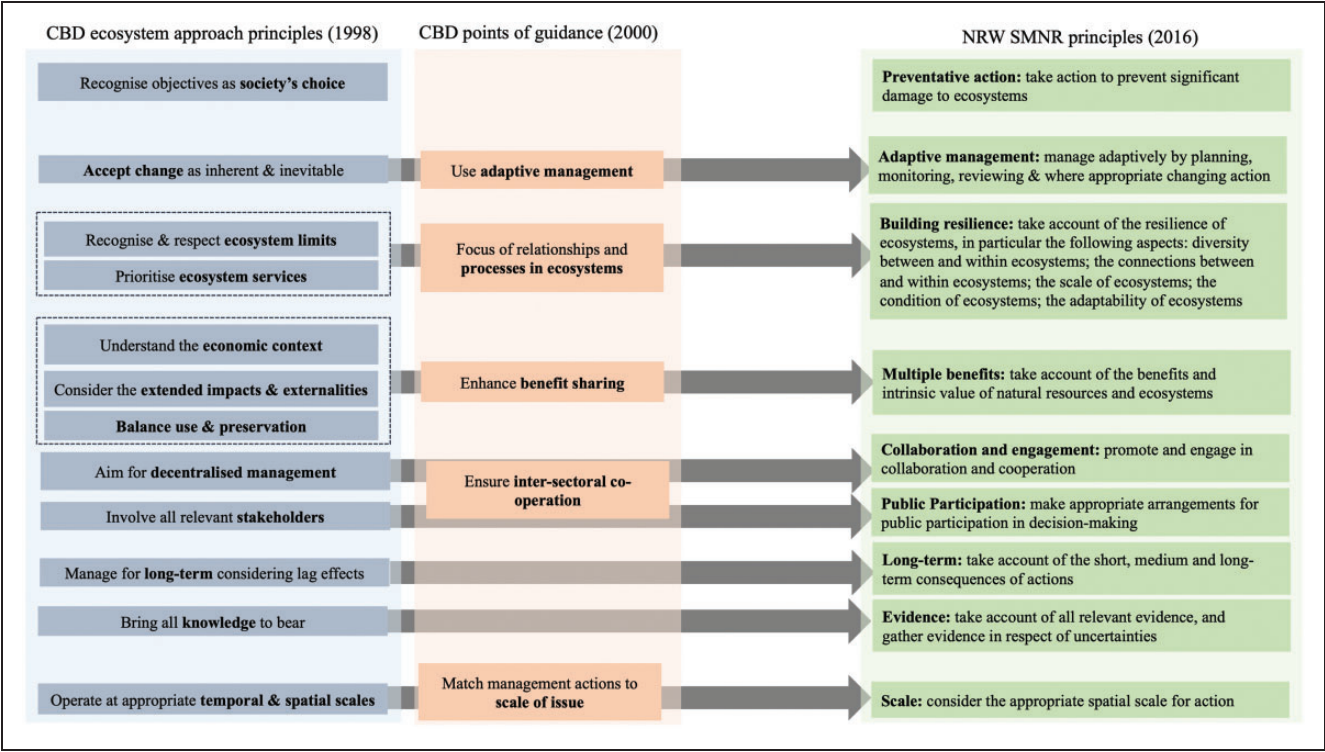 CBD ecosystem approach principles (1998)
CBD points of guidance (2000)
NRW SMNR principles (2016)
Recognise objectives as society's choice
Preventative action: take action to prevent significant
damage to ecosystems
Accept change as inherent & inevitable
Use adaptive management
Adaptive management: manage adaptively by planning,
monitoring, reviewing & where appropriate changing action
Recognise & respect ecosystem limits
Prioritise ecosystem services
Focus of relationships and
processes in ecosystems
Building resilience: take account of the resilience of
ecosystems, in particular the following aspects: diversity
between and within ecosystems; the connections between
and within ecosystems; the scale of ecosystems; the
condition of ecosystems; the adaptability of ecosystems
Understand the economic context
Consider the extended impacts & externalities
Balance use & preservation
Enhance benefit sharing
Multiple benefits: take account of the benefits and
intrinsic value of natural resources and ecosystems
Aim for decentralised management
Involve all relevant stakeholders
Ensure inter-sectoral co-
operation
Collaboration and engagement: promote and engage in
collaboration and cooperation
Public Participation: make appropriate arrangements for
public participation in decision-making
Manage for long-term considering lag effects
Long-term: take account of the short, medium and long-
term consequences of actions
Bring all knowledge to bear
Evidence: take account of all relevant evidence, and
gather evidence in respect of uncertainties
Operate at appropriate temporal & spatial scales
Match management actions to
scale of issue
Scale: consider the appropriate spatial scale for action